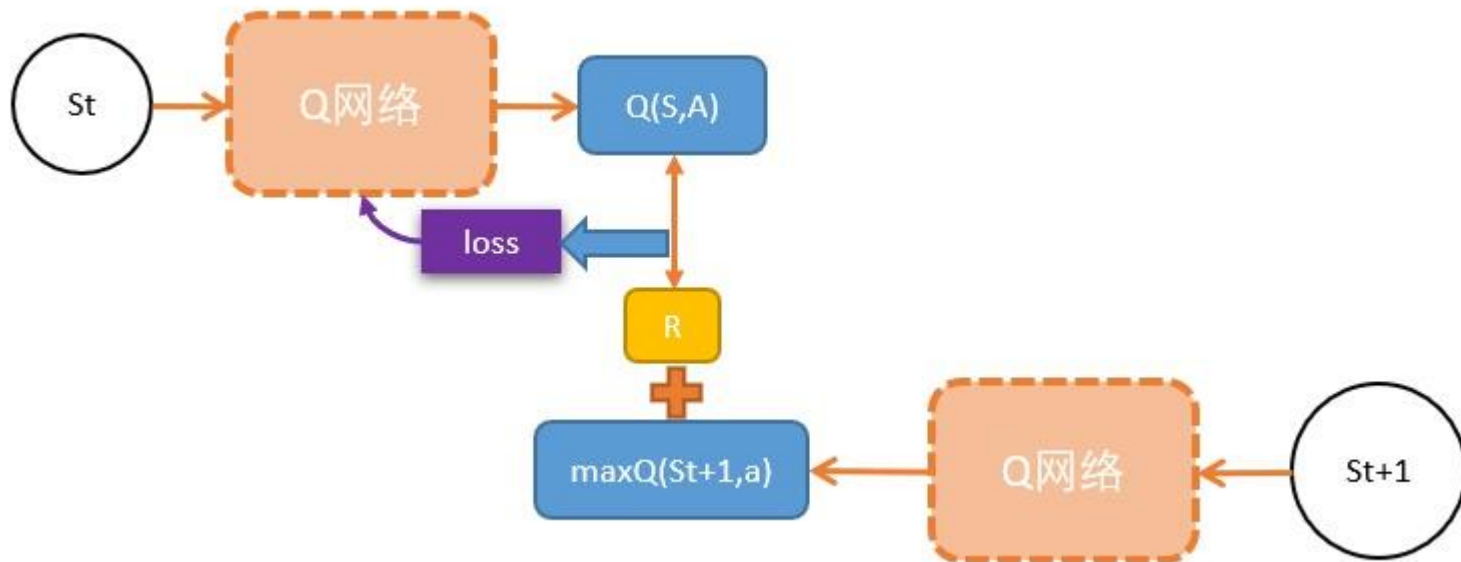 St
Q网络
Q(S,A)
loss
R
maxQ(St+1,a)
Q网络
St+1